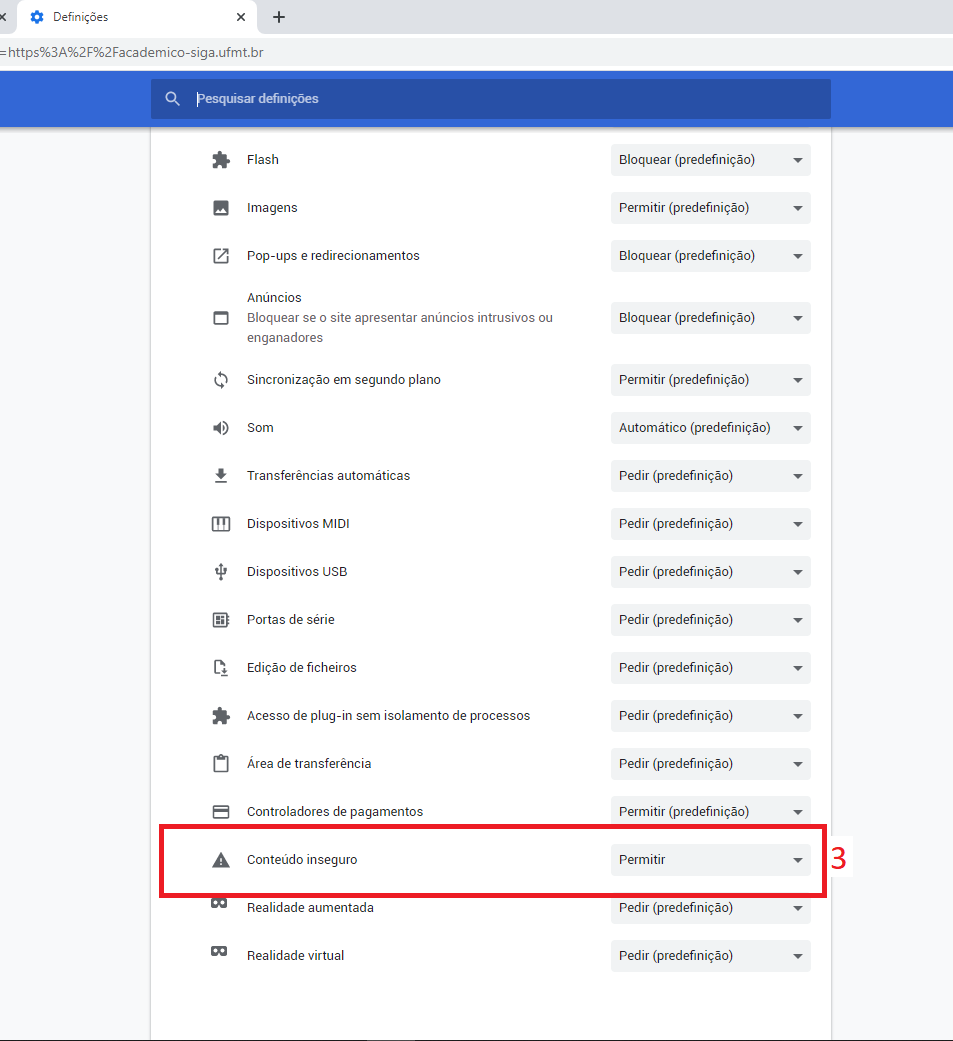 Definições
=https%3A%2F%2Facademico-siga.ufmt.br
Pesquisar definições
Flash Bloquear (predefinição)
Imagens Permitir (predefinição)
Pop-ups e redirecionamentos Bloquear (predefinição)
Anúncios
Bloquear se o site apresentar anúncios intrusivos ou Bloquear (predefinição)
enganadores
Sincronização em segundo plano Permitir (predefinição)
Som Automático (predefinição)
Transferências automáticas Pedir (predefinição)
Dispositivos MIDI Pedir (predefinição)
Dispositivos USB Pedir (predefinição)
Portas de série Pedir (predefinição)
Edição de ficheiros Pedir (predefinição)
Acesso de plug-in sem isolamento de processos Pedir (predefinição)
Área de transferência Pedir (predefinição)
Controladores de pagamentos Permitir (predefinição)
Conteúdo inseguro Permitir 3
Realidade aumentada Pedir (predefinição)
Realidade virtual Pedir (predefinição)